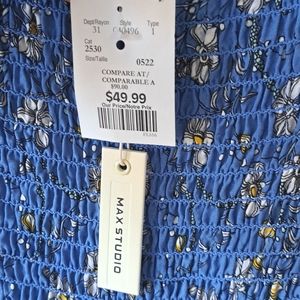 Dept/Rayon Style Type
31 040496 1
Cat
2530
Size/Taille 0522
COMPARE AT/
COMPARABLE A
$90.00
$49.99
Our Price/Notre Prix
MAX STUDIO